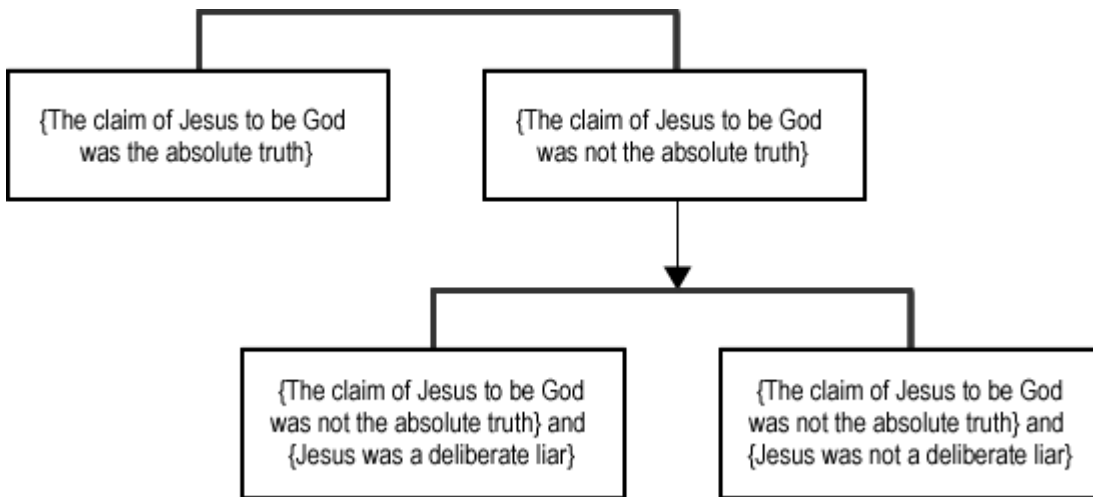 {The claim of Jesus to be God
was the absolute truth}
{The claim of Jesus to be God
was not the absolute truth}
{The claim of Jesus to be God
was not the absolute truth} and
{Jesus was a deliberate liar}
{The claim of Jesus to be God
was not the absolute truth} and
{Jesus was not a deliberate liar}